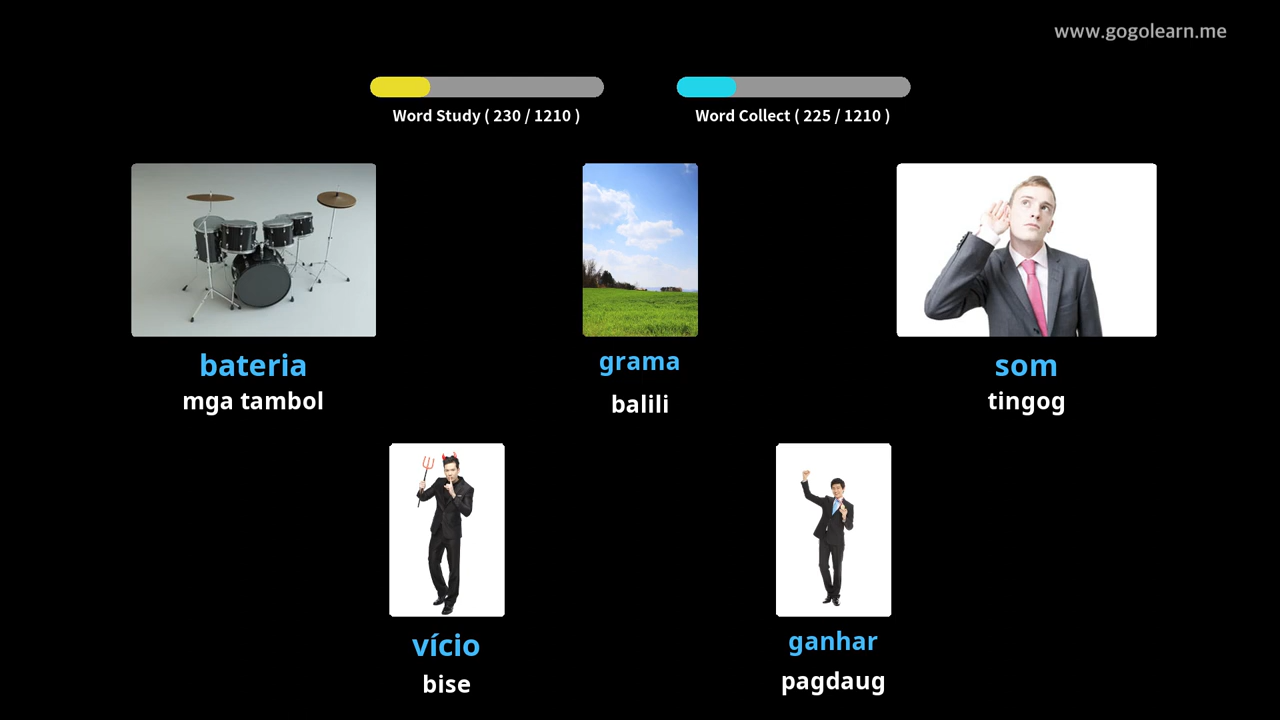 www.gogolearn.me
Word Study ( 230 / 1210 )
Word Collect ( 225 / 1210 )
bateria
mga tambol
grama
balili
som
tingog
vício
bise
ganhar
pagdaug